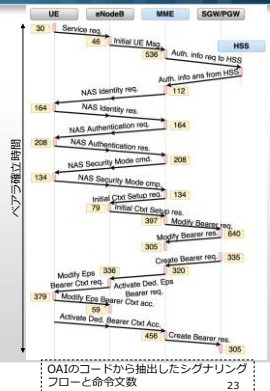 UE eNodeB MME SGW/PGW
HSS
30 Service req.
46 Initial UE Msg.
536 Auth. info req to HSS
Auth. info ans from HSS
112
NAS Identity req.
164
NAS Identity res.
164
NAS Authentication req.
208
NAS Authentication res.
208
NAS Security Mode cmd.
134
NAS Security Mode cmp.
134
Initial Ctxt Setup req.
79 Initial Ctxt Setup res.
397 Modify Bearer req.
640
Modify Bearer res.
305
335
Create Bearer req.
320
336
Modify Eps
Bearer Ctxt req.
Activate Ded. Eps
Bearer req.
379
Modify Eps Bearer Ctxt acc.
59
Activate Ded. Bearer Ctxt Acc.
456 Create Bearer res.
305
ベアラ確立時間
OAIのコードから抽出したシグナリング
フローと命令文数
23